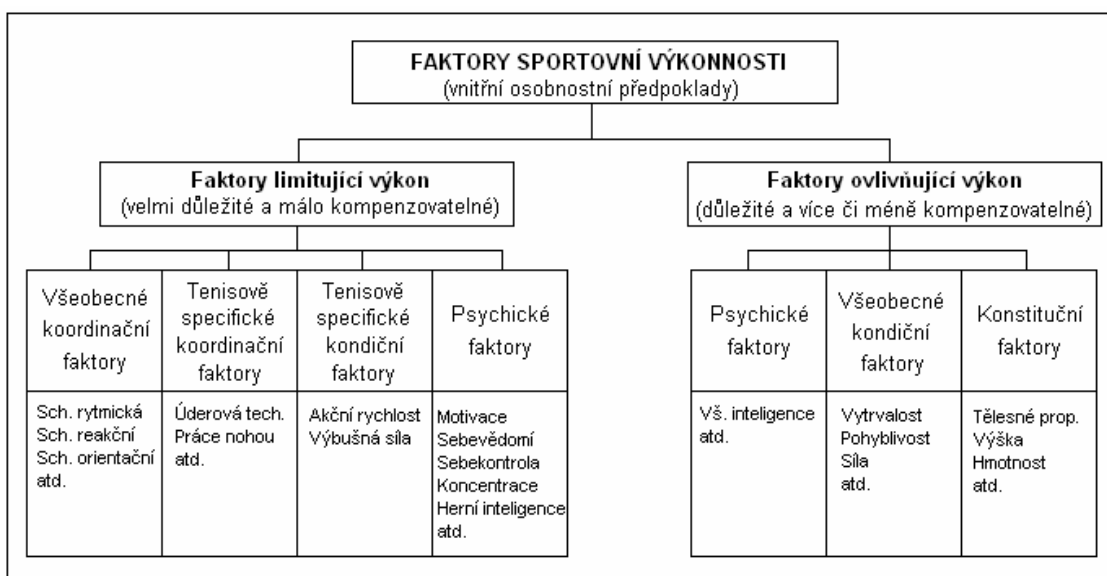 FAKTORY SPORTOVNÍ VÝKONNOSTI
(vnitřní osobnostní předpoklady)
Faktory limitující výkon
(velmi důležité a málo kompenzovatelné)
Faktory ovlivňující výkon
(důležité a více či méně kompenzovatelné)
Všeobecné
koordinační
faktory
Tenisově
specifické
koordinační
faktory
Tenisově
specifické
kondiční
faktory
Psychické
faktory
Psychické
faktory
Všeobecné
kondiční
faktory
Konstituční
faktory
Sch. rytmická
Sch. reakční
Sch. orientační
atd.
Úderová tech.
Práce nohou
atd.
Akční rychlost
Výbušná síla
Motivace
Sebevědomí
Sebekontrola
Koncentrace
Herní inteligence
atd.
Vš. inteligence
atd.
Vytrvalost
Pohyblivost
Síla
atd.
Tělesné prop.
Výška
Hmotnost
atd.